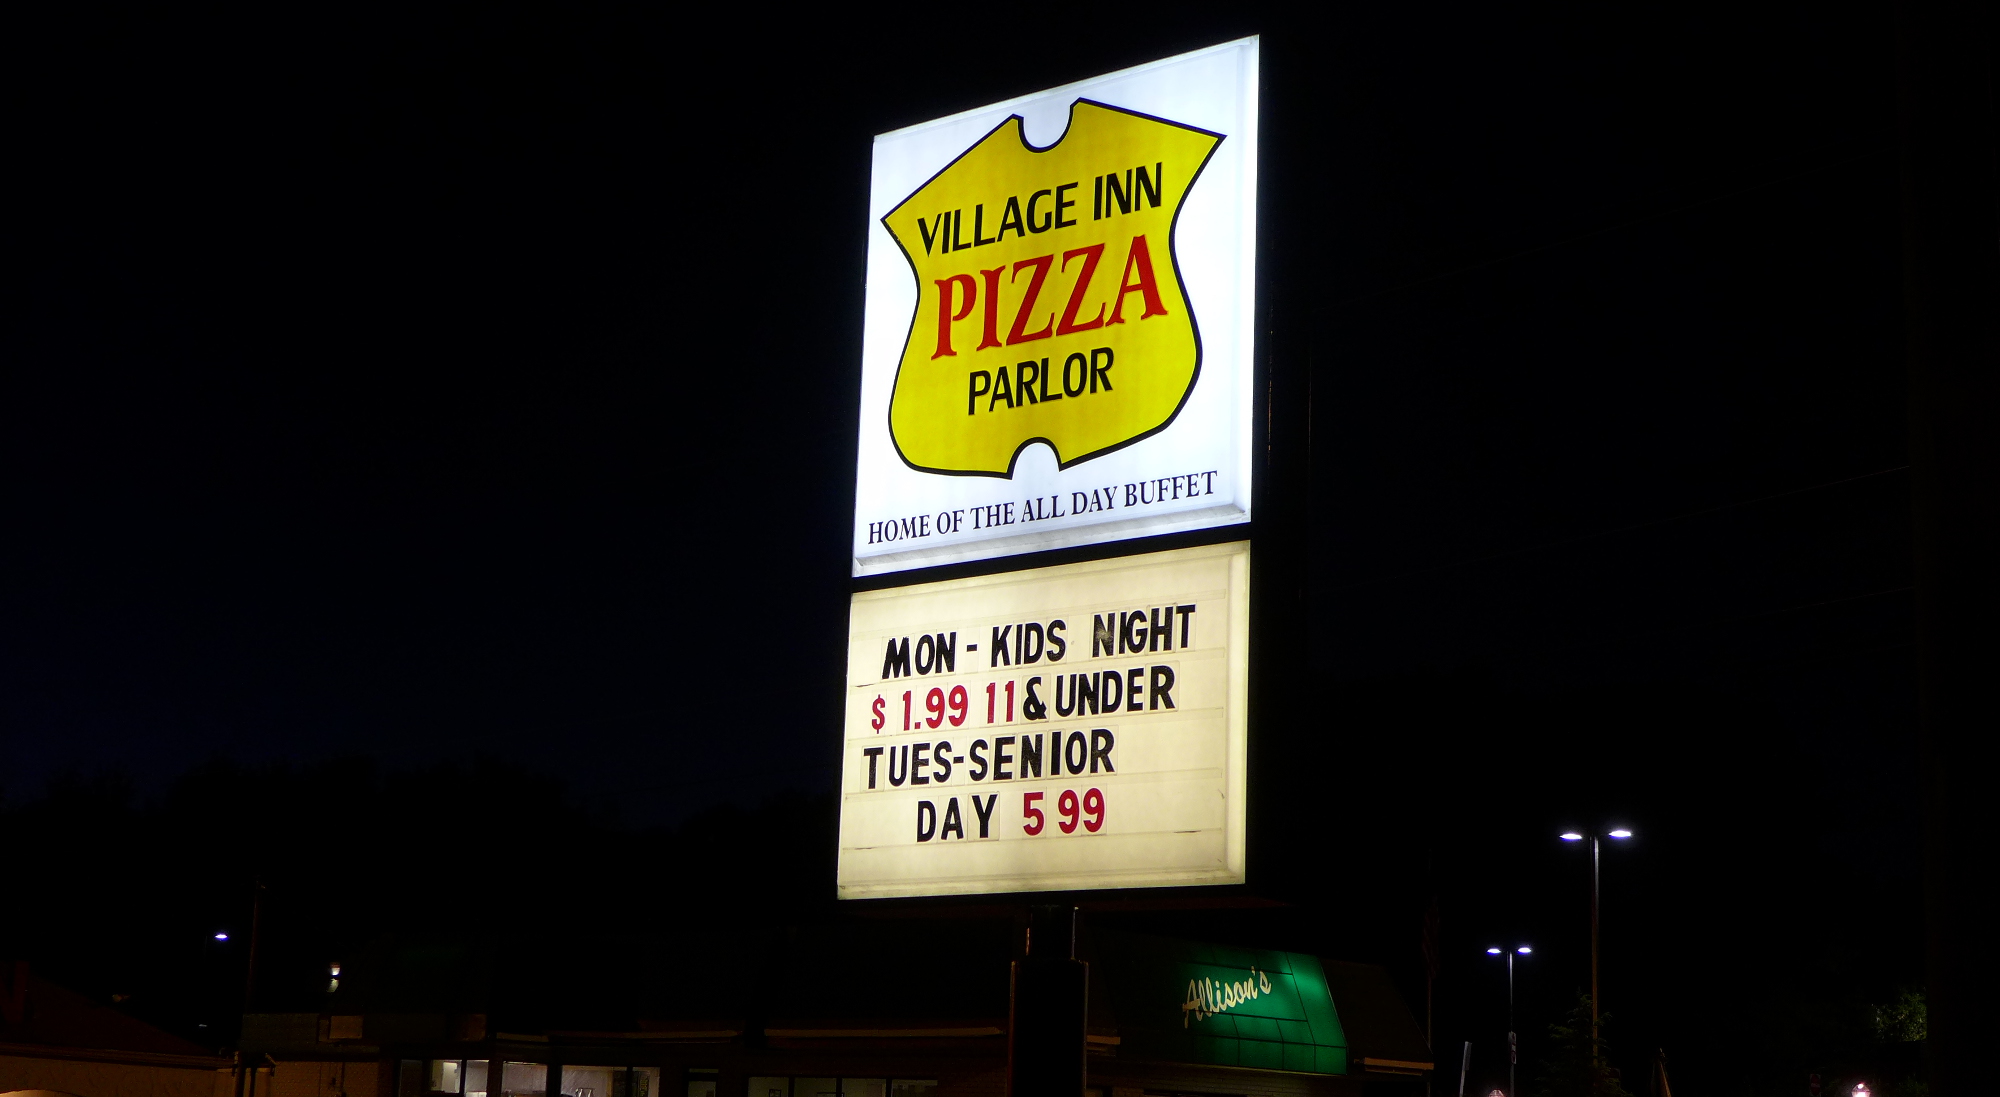 VILLAGE INN
PIZZA
PARLOR
HOME OF THE ALL DAY BUFFET
MON - KIDS NIGHT
$ 1.99 11 & UNDER
TUES-SENIOR
DAY 5 99
Allison's